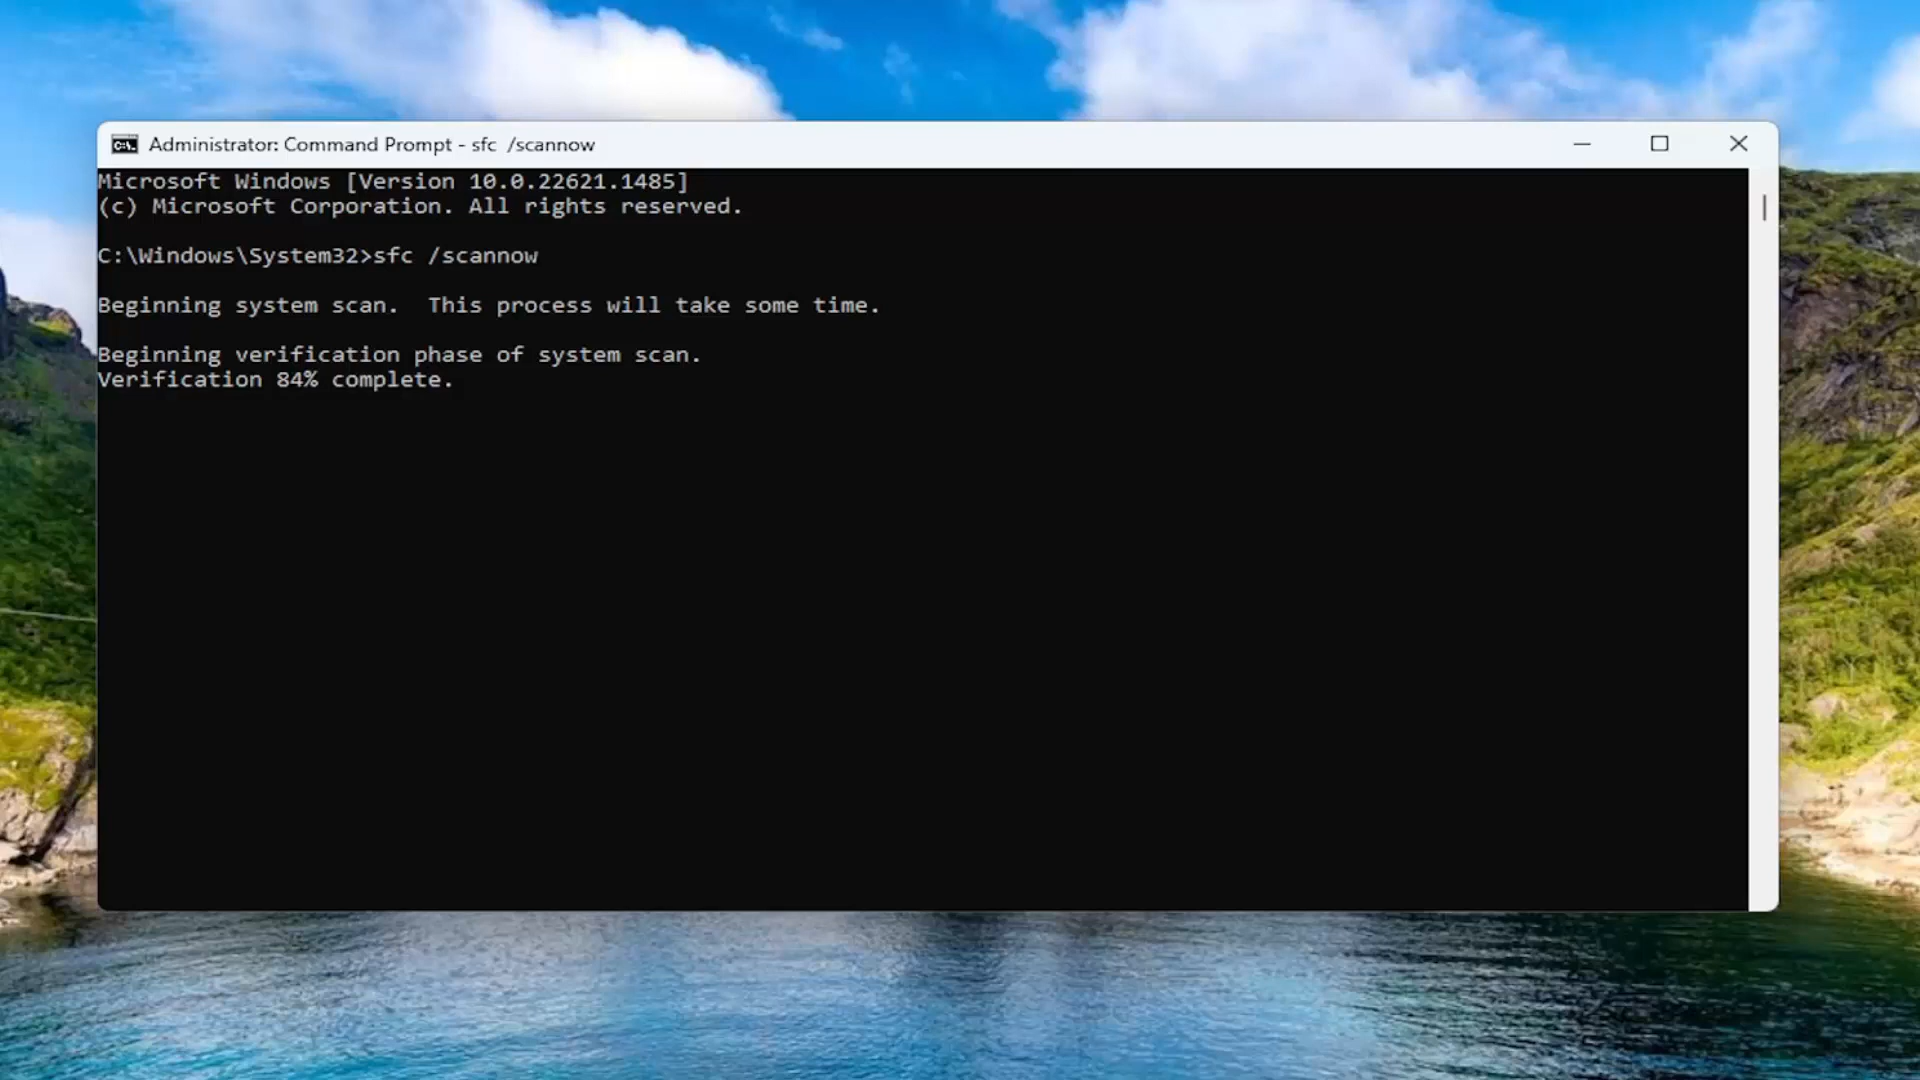 Administrator: Command Prompt - sfc  /scannow
Microsoft Windows [Version 10.0.22621.1485]
(c) Microsoft Corporation. All rights reserved.
C:\Windows\System32>sfc /scannow
Beginning system scan.  This process will take some time.
Beginning verification phase of system scan.
Verification 84% complete.